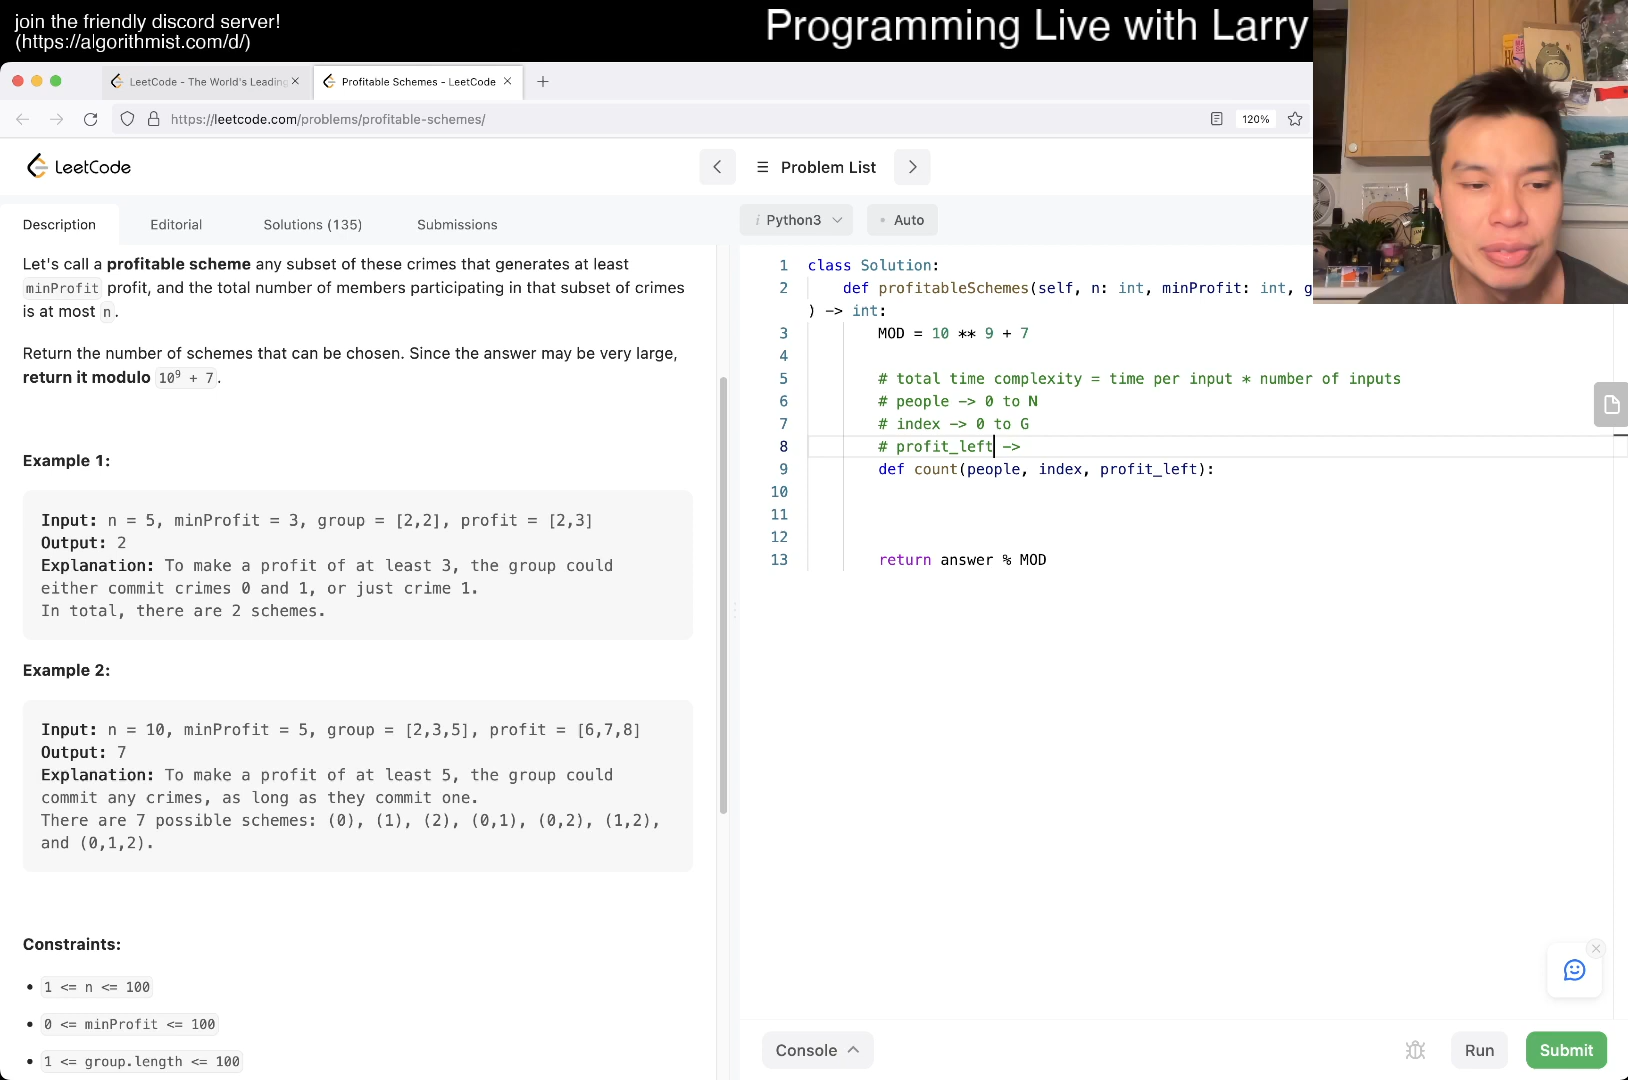 join the friendly discord server!
(https://algorithmist.com/d/)
Programming Live with Larry
LeetCode - The World's Leading
Profitable Schemes - LeetCode
https://leetcode.com/problems/profitable-schemes/
120%
LeetCode
Problem List
Description
Editorial
Solutions (135)
Submissions
i Python3
• Auto
Let's call a profitable scheme any subset of these crimes that generates at least
minProfit profit, and the total number of members participating in that subset of crimes
is at most n.
Return the number of schemes that can be chosen. Since the answer may be very large,
return it modulo 10⁹ + 7.
Example 1:
Input: n = 5, minProfit = 3, group = [2,2], profit = [2,3]
Output: 2
Explanation: To make a profit of at least 3, the group could
either commit crimes 0 and 1, or just crime 1.
In total, there are 2 schemes.
Example 2:
Input: n = 10, minProfit = 5, group = [2,3,5], profit = [6,7,8]
Output: 7
Explanation: To make a profit of at least 5, the group could
commit any crimes, as long as they commit one.
There are 7 possible schemes: (0), (1), (2), (0,1), (0,2), (1,2),
and (0,1,2).
Constraints:
• 1 <= n <= 100
• 0 <= minProfit <= 100
• 1 <= group.length <= 100
1 class Solution:
2 def profitableSchemes(self, n: int, minProfit: int, g
) -> int:
3 MOD = 10 ** 9 + 7
4
5 # total time complexity = time per input * number of inputs
6 # people -> 0 to N
7 # index -> 0 to G
8 # profit_left ->
9 def count(people, index, profit_left):
10
11
12
13 return answer % MOD
Console
Run
Submit